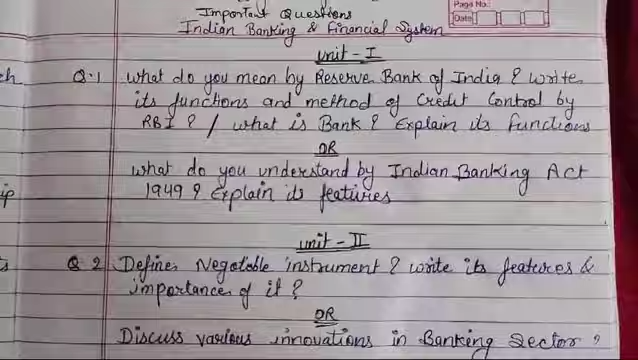 Important Questions
Page No.:
Date
Indian Banking & Financial System
Unit-I
Q.1 What do you mean by Reserve Bank of India? Write
its functions and method of Credit Control by
RBI? / What is Bank? Explain its functions
OR
What do you understand by Indian Banking Act
1949? Explain its features
Unit-II
Q 2 Define Negotable instrument? write its features &
importance of it?
OR
Discuss various innovations in Banking Sector?